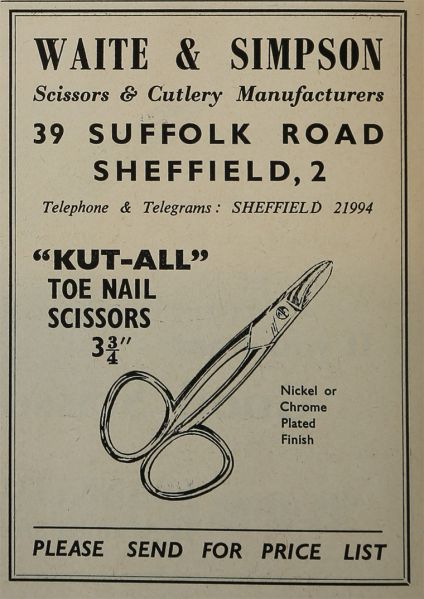 WAITE & SIMPSON
Scissors & Cutlery Manufacturers
39 SUFFOLK ROAD
SHEFFIELD, 2
Telephone & Telegrams: SHEFFIELD 21994
"KUT-ALL"
TOE NAIL
SCISSORS
3¾"
Nickel or
Chrome
Plated
Finish
PLEASE SEND FOR PRICE LIST